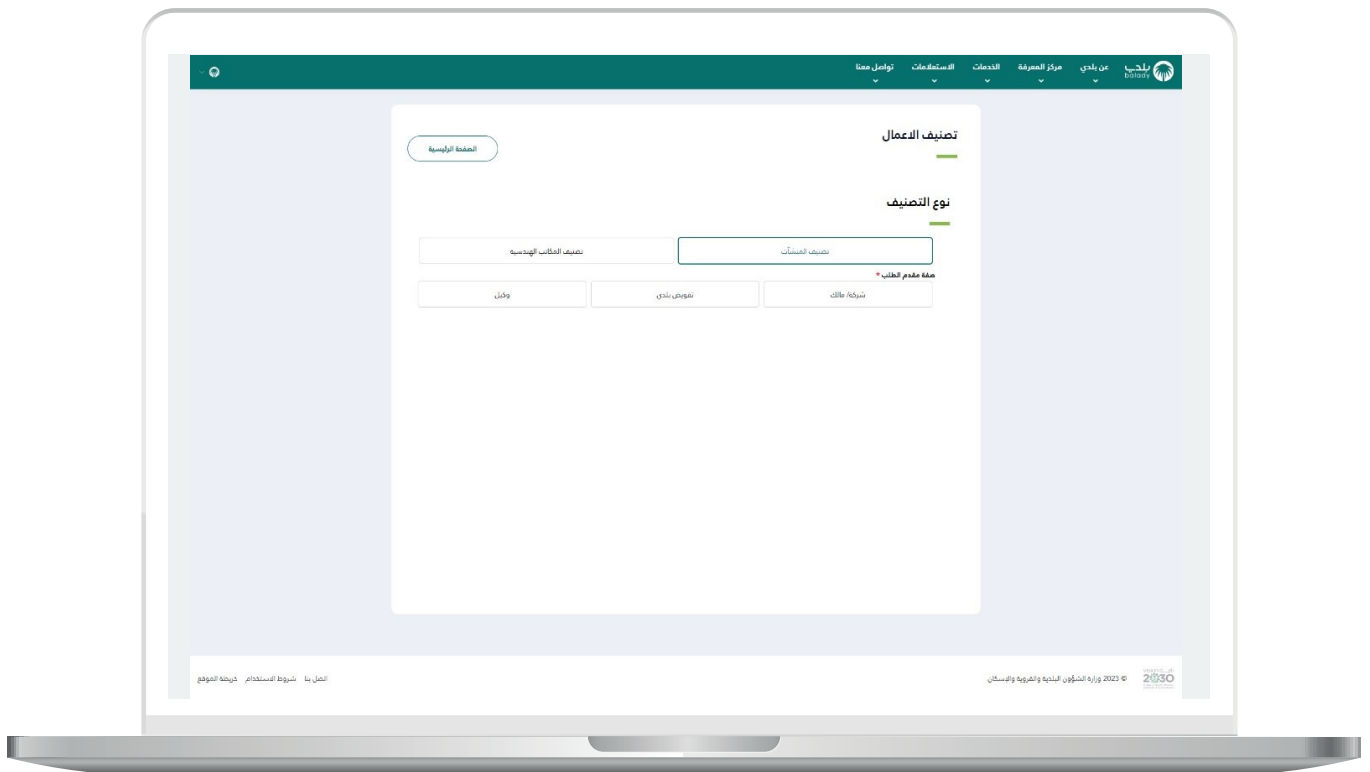 بلدي
balady
عن بلدي
مركز المعرفة
الخدمات
الاستعلامات
تواصل معنا
تصنيف الاعمال
الصفحة الرئيسية
نوع التصنيف
تصنيف المنشآت
تصنيف المكاتب الهندسية
صفة مقدم الطلب *
شركة/ مالك
تفويض بلدي
وكيل
2030
© 2023 وزارة الشؤون البلدية والقروية والإسكان
اتصل بنا شروط الاستخدام خريطة الموقع